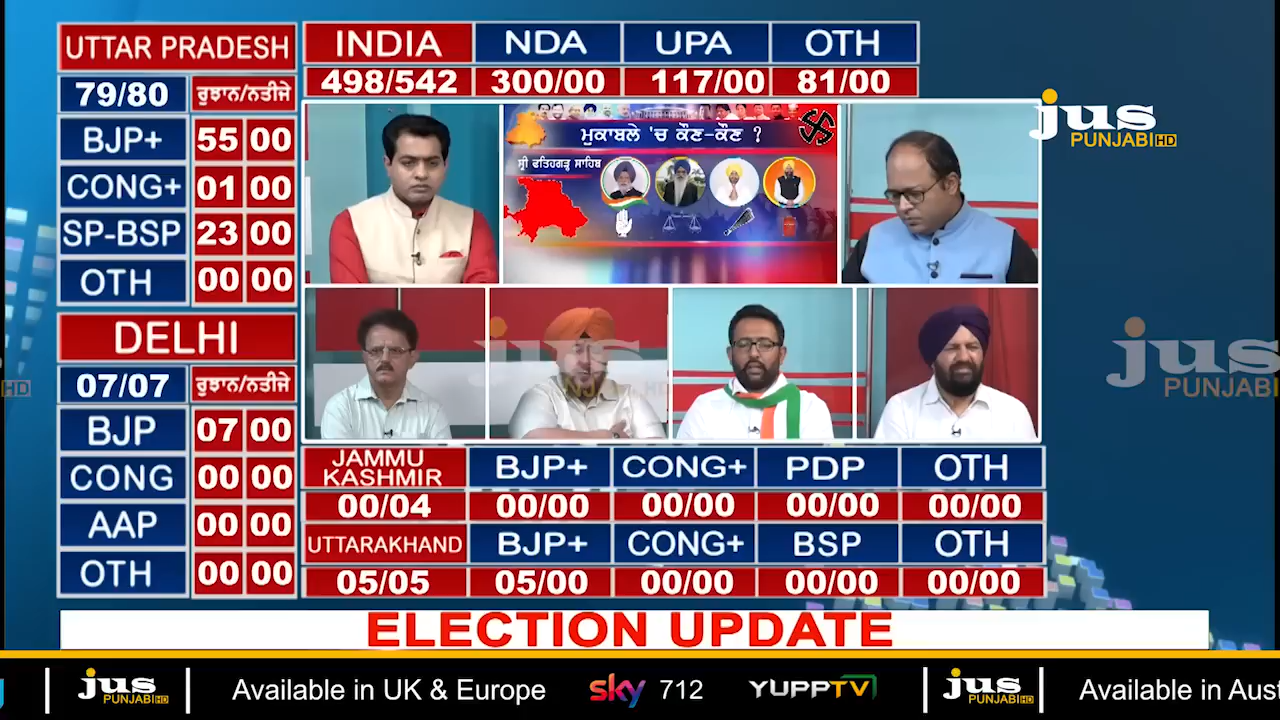 UTTAR PRADESH
79/80 ਰੁਝਾਨ/ਨਤੀਜੇ
BJP+ 55 00
CONG+ 01 00
SP-BSP 23 00
OTH 00 00
DELHI
07/07 ਰੁਝਾਨ/ਨਤੀਜੇ
BJP 07 00
CONG 00 00
AAP 00 00
OTH 00 00
INDIA NDA UPA OTH
498/542 300/00 117/00 81/00
ਮੁਕਾਬਲੇ 'ਚ ਕੌਣ-ਕੌਣ ?
ਸ੍ਰੀ ਫਤਿਹਗੜ੍ਹ ਸਾਹਿਬ
jus
PUNJABI HD
jus
PUNJABI
jus
PUNJABI
HD
JAMMU KASHMIR BJP+ CONG+ PDP OTH
00/04 00/00 00/00 00/00 00/00
UTTARAKHAND BJP+ CONG+ BSP OTH
05/05 05/00 00/00 00/00 00/00
ELECTION UPDATE
jus PUNJABI HD Available in UK & Europe sky 712 YUPPTV jus PUNJABI HD Available in Aust